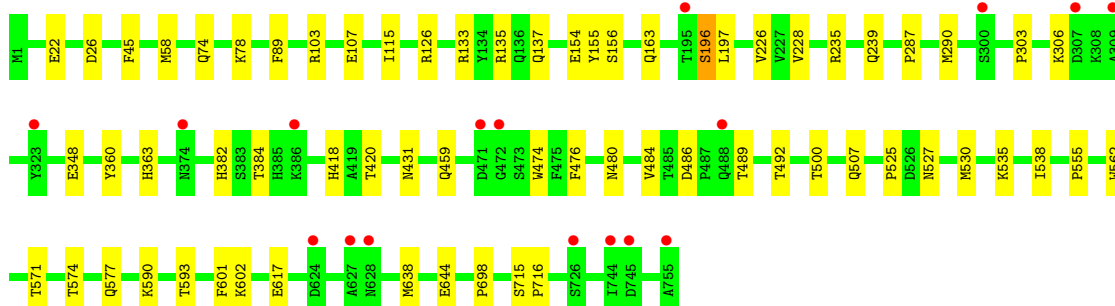 M1 E22 D26 F45 M58 Q74 K78 F89 R103 E107 I115 R126 R133 Y134 R135 Q136 Q137 E154 Y155 S156 Q163 T195 S196 L197 V226 V227 V228 R235 Q239 P287 M290 S300 P303 K306 D307 K308 A309
Y323 E348 Y360 H363 N374 H382 S383 T384 H385 K386 H418 A419 T420 N431 Q459 D471 G472 S473 W474 F475 F476 N480 V484 T485 D486 P487 Q488 T489 T492 T500 Q507 P525 D526 N527 M530 K535 I538 P555
T571 T574 Q577 K590 T593 F601 K602 E617 D624 A627 N628 M638 E644 P698 S715 P716 S726 I744 D745 A755